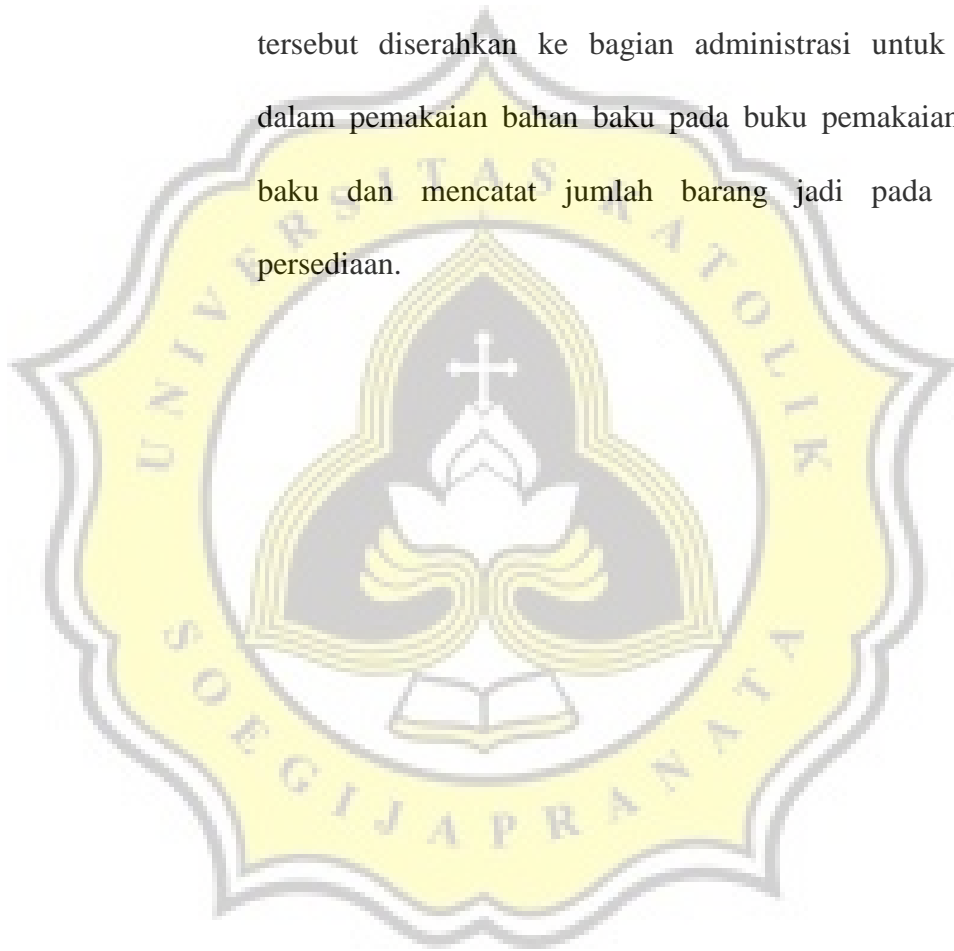 tersebut diserahkan ke bagian administrasi untuk
dalam pemakaian bahan baku pada buku pemakaian
baku dan mencatat jumlah barang jadi pada
persediaan.
UNIVERSITAS KATOLIK
SOEGIJAPRANATA